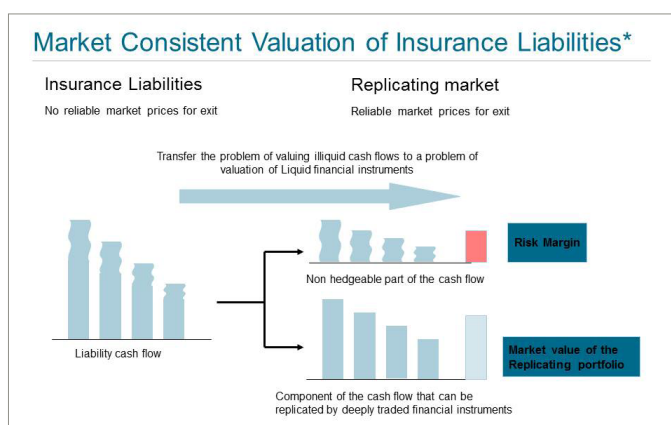 Market Consistent Valuation of Insurance Liabilities*
Insurance Liabilities
No reliable market prices for exit
Replicating market
Reliable market prices for exit
Transfer the problem of valuing illiquid cash flows to a problem of
valuation of Liquid financial instruments
Risk Margin
Non hedgeable part of the cash flow
Liability cash flow
Market value of the
Replicating portfolio
Component of the cash flow that can be
replicated by deeply traded financial instruments